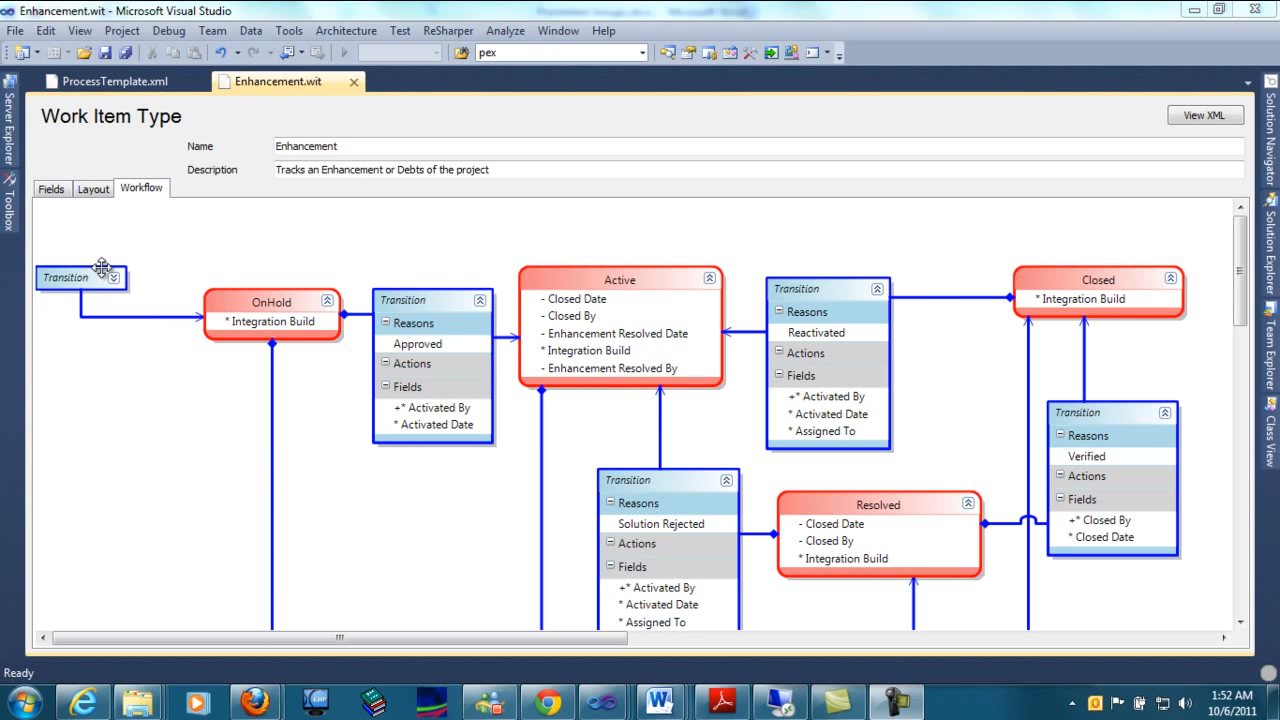 Enhancement.wit - Microsoft Visual Studio
File Edit View Project Debug Team Data Tools Architecture Test ReSharper Analyze Window Help
pex
ProcessTemplate.xml
Enhancement.wit
Server Explorer
Toolbox
Solution Navigator
Solution Explorer
Team Explorer
Class View
Work Item Type
View XML
Name
Enhancement
Description
Tracks an Enhancement or Debts of the project
Fields Layout Workflow
Transition
OnHold
* Integration Build
Transition
Reasons
Approved
Actions
Fields
+* Activated By
* Activated Date
Active
- Closed Date
- Closed By
- Enhancement Resolved Date
* Integration Build
- Enhancement Resolved By
Transition
Reasons
Reactivated
Actions
Fields
+* Activated By
* Activated Date
* Assigned To
Closed
* Integration Build
Transition
Reasons
Verified
Actions
Fields
+* Closed By
* Closed Date
Transition
Reasons
Solution Rejected
Actions
Fields
+* Activated By
* Activated Date
* Assigned To
Resolved
- Closed Date
- Closed By
* Integration Build
Ready
1:52 AM
10/6/2011